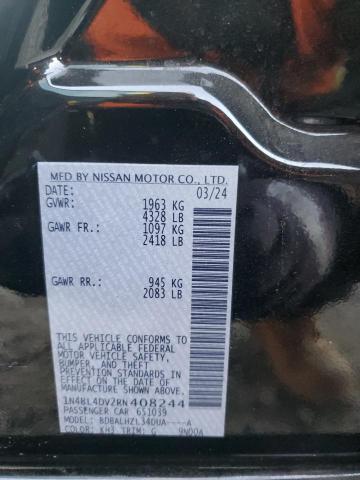 MFD BY NISSAN MOTOR CO., LTD.
DATE: 03/24
GVWR: 1963 KG
4328 LB
GAWR FR.: 1097 KG
2418 LB
GAWR RR.: 945 KG
2083 LB
THIS VEHICLE CONFORMS TO
ALL APPLICABLE FEDERAL
MOTOR VEHICLE SAFETY,
BUMPER, AND THEFT
PREVENTION STANDARDS IN
EFFECT ON THE DATE OF
MANUFACTURE SHOWN ABOVE
1N4BL4DV2RN408244
PASSENGER CAR 651039
MODEL: BDBALHZL34DUA----A
COLOR: KH3 TRIM: G 9N00A